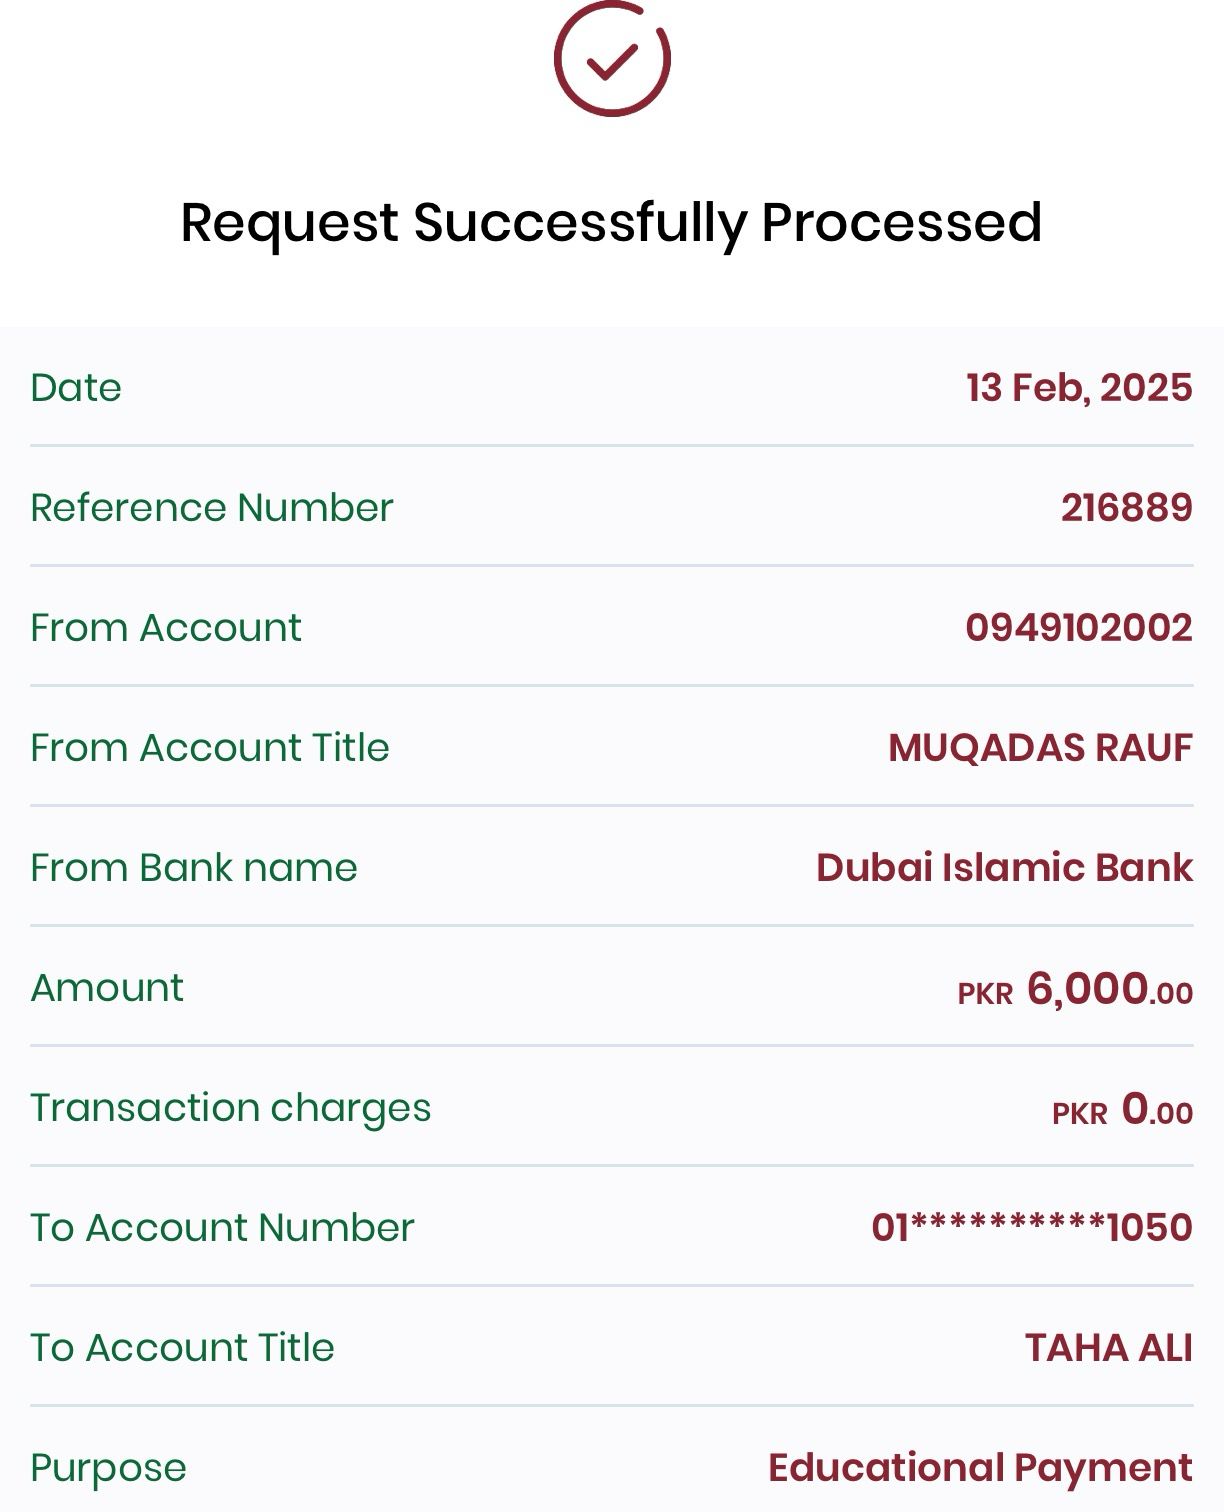 Request Successfully Processed
Date 13 Feb, 2025
Reference Number 216889
From Account 0949102002
From Account Title MUQADAS RAUF
From Bank name Dubai Islamic Bank
Amount PKR 6,000.00
Transaction charges PKR 0.00
To Account Number 01**********1050
To Account Title TAHA ALI
Purpose Educational Payment